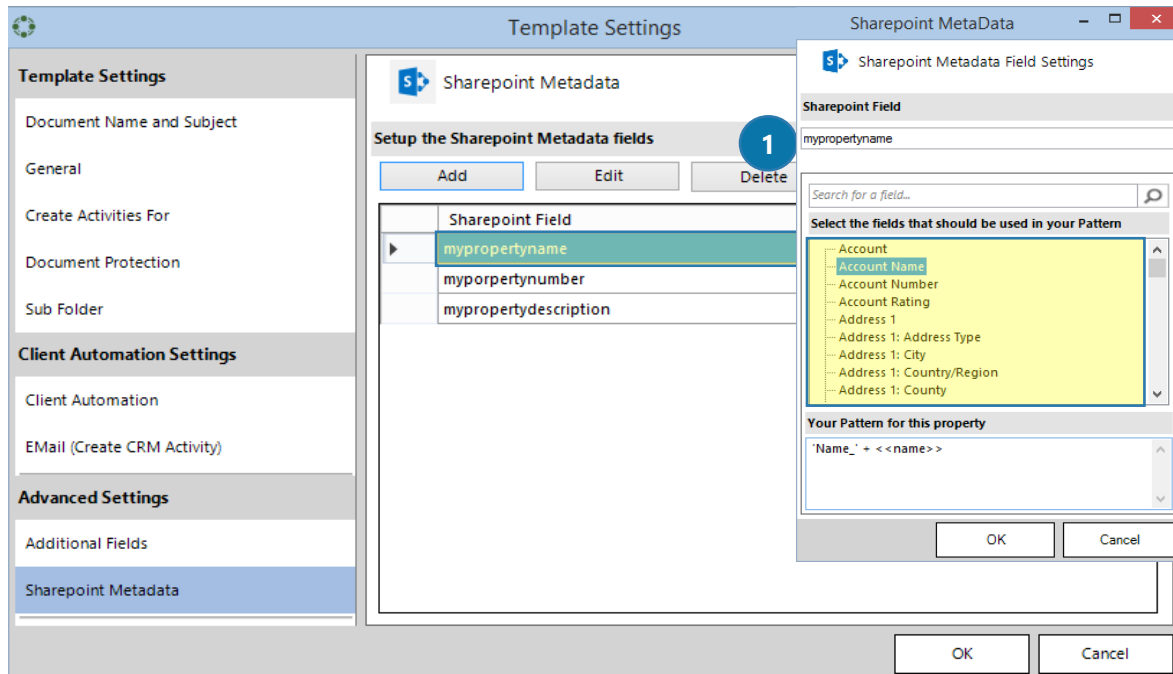 Template Settings
Template Settings
Document Name and Subject
General
Create Activities For
Document Protection
Sub Folder
Client Automation Settings
Client Automation
EMail (Create CRM Activity)
Advanced Settings
Additional Fields
Sharepoint Metadata
Sharepoint Metadata
Setup the Sharepoint Metadata fields
Add Edit Delete
Sharepoint Field
mypropertyname
myporpertynumber
mypropertydescription
OK Cancel
1
Sharepoint MetaData
Sharepoint Metadata Field Settings
Sharepoint Field
mypropertyname
Search for a field...
Select the fields that should be used in your Pattern
Account
Account Name
Account Number
Account Rating
Address 1
Address 1: Address Type
Address 1: City
Address 1: Country/Region
Address 1: County
Your Pattern for this property
'Name_' + <<name>>
OK Cancel